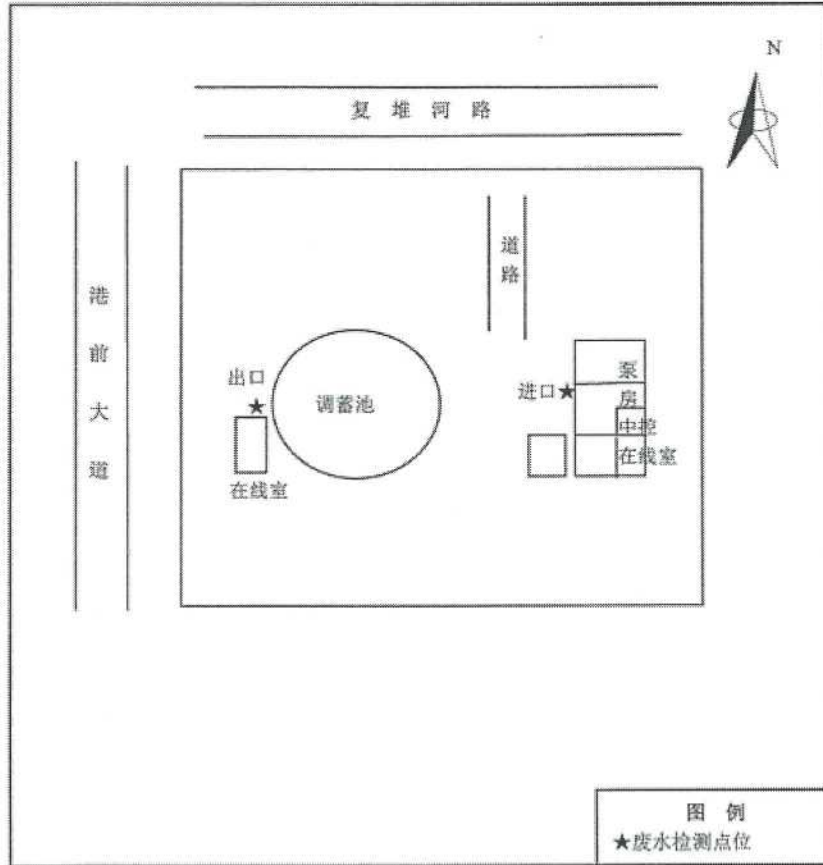 N
复堆河路
道路
港前大道
出口
★
调蓄池
进口★
泵房
中控
在线室
在线室
图 例
★废水检测点位